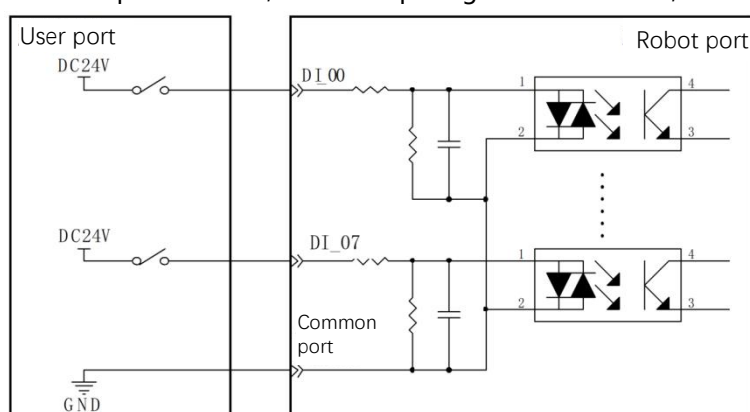 User port
Robot port
DC24V
DI_00
1
4
2
3
DC24V
DI_07
1
4
2
3
Common
port
GND